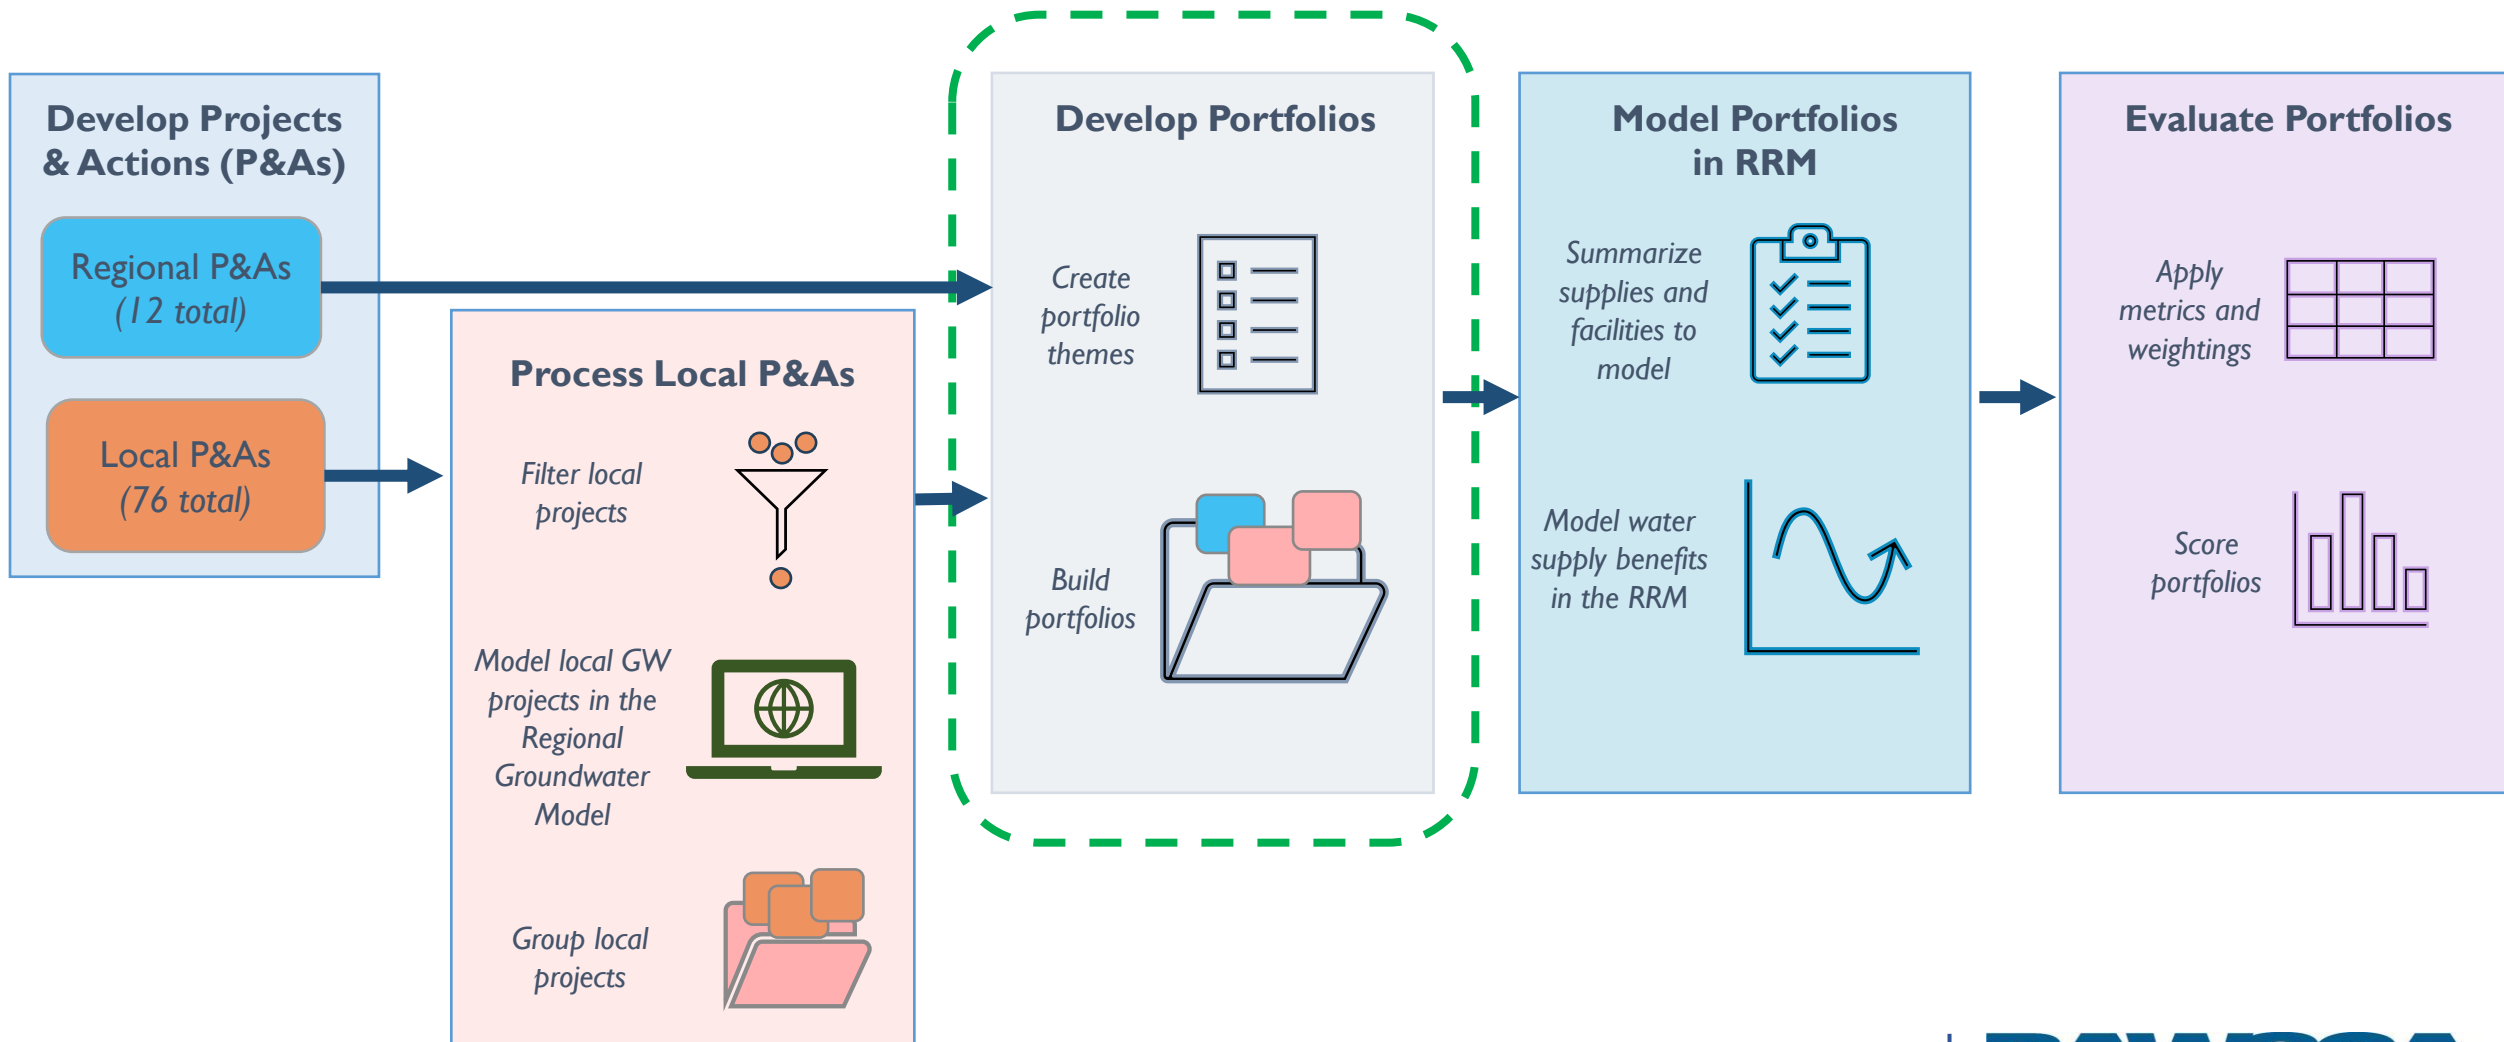 Develop Projects
& Actions (P&As)
Regional P&As
(12 total)
Local P&As
(76 total)
Process Local P&As
Filter local
projects
Model local GW
projects in the
Regional
Groundwater
Model
Group local
projects
Develop Portfolios
Create
portfolio
themes
Build
portfolios
Model Portfolios
in RRM
Summarize
supplies and
facilities to
model
Model water
supply benefits
in the RRM
Evaluate Portfolios
Apply
metrics and
weightings
Score
portfolios